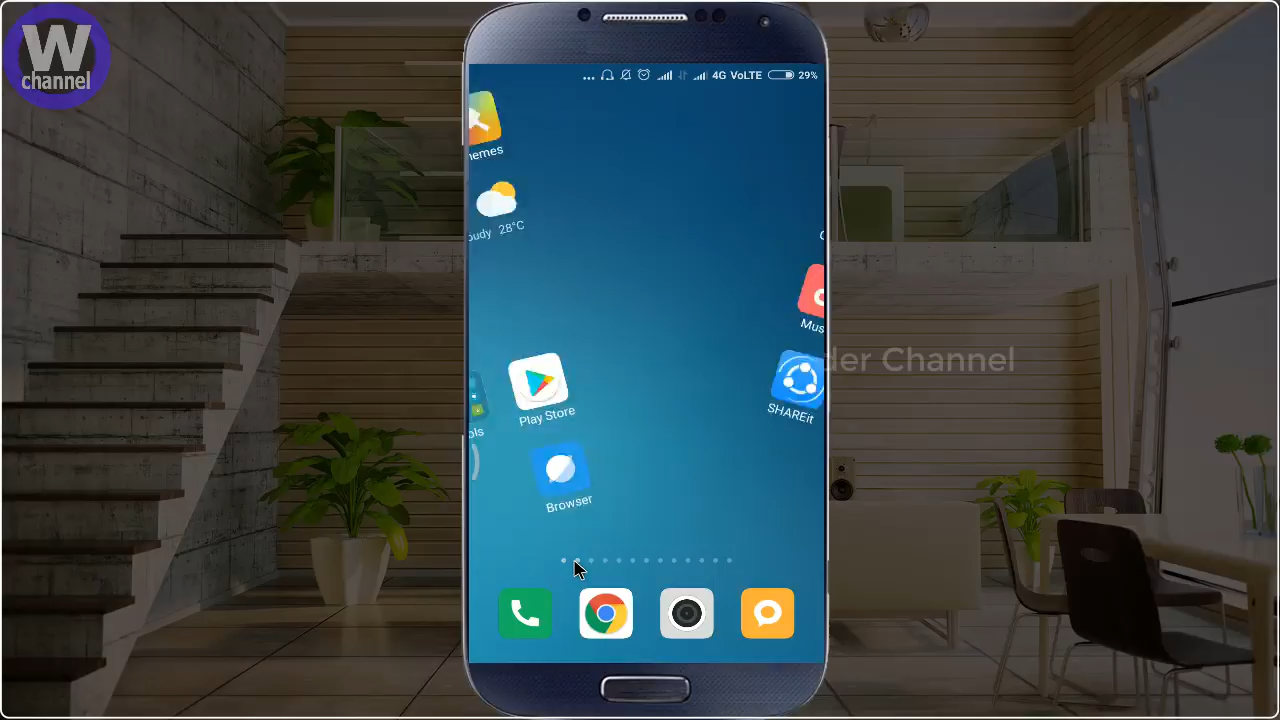 W
channel
4G VoLTE 29%
hemes
oudy 28°C
Mus
der Channel
Play Store
SHAREit
ols
Browser